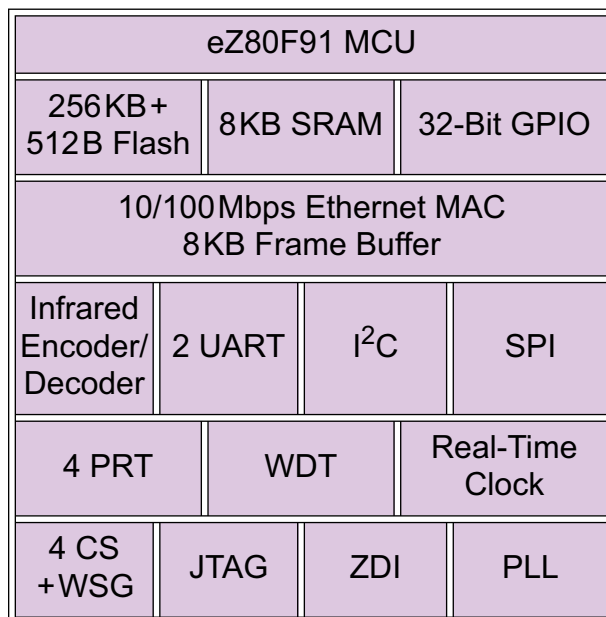 eZ80F91 MCU
256KB+
512B Flash
8KB SRAM
32-Bit GPIO
10/100Mbps Ethernet MAC
8KB Frame Buffer
Infrared
Encoder/
Decoder
2 UART
I²C
SPI
4 PRT
WDT
Real-Time
Clock
4 CS
+WSG
JTAG
ZDI
PLL